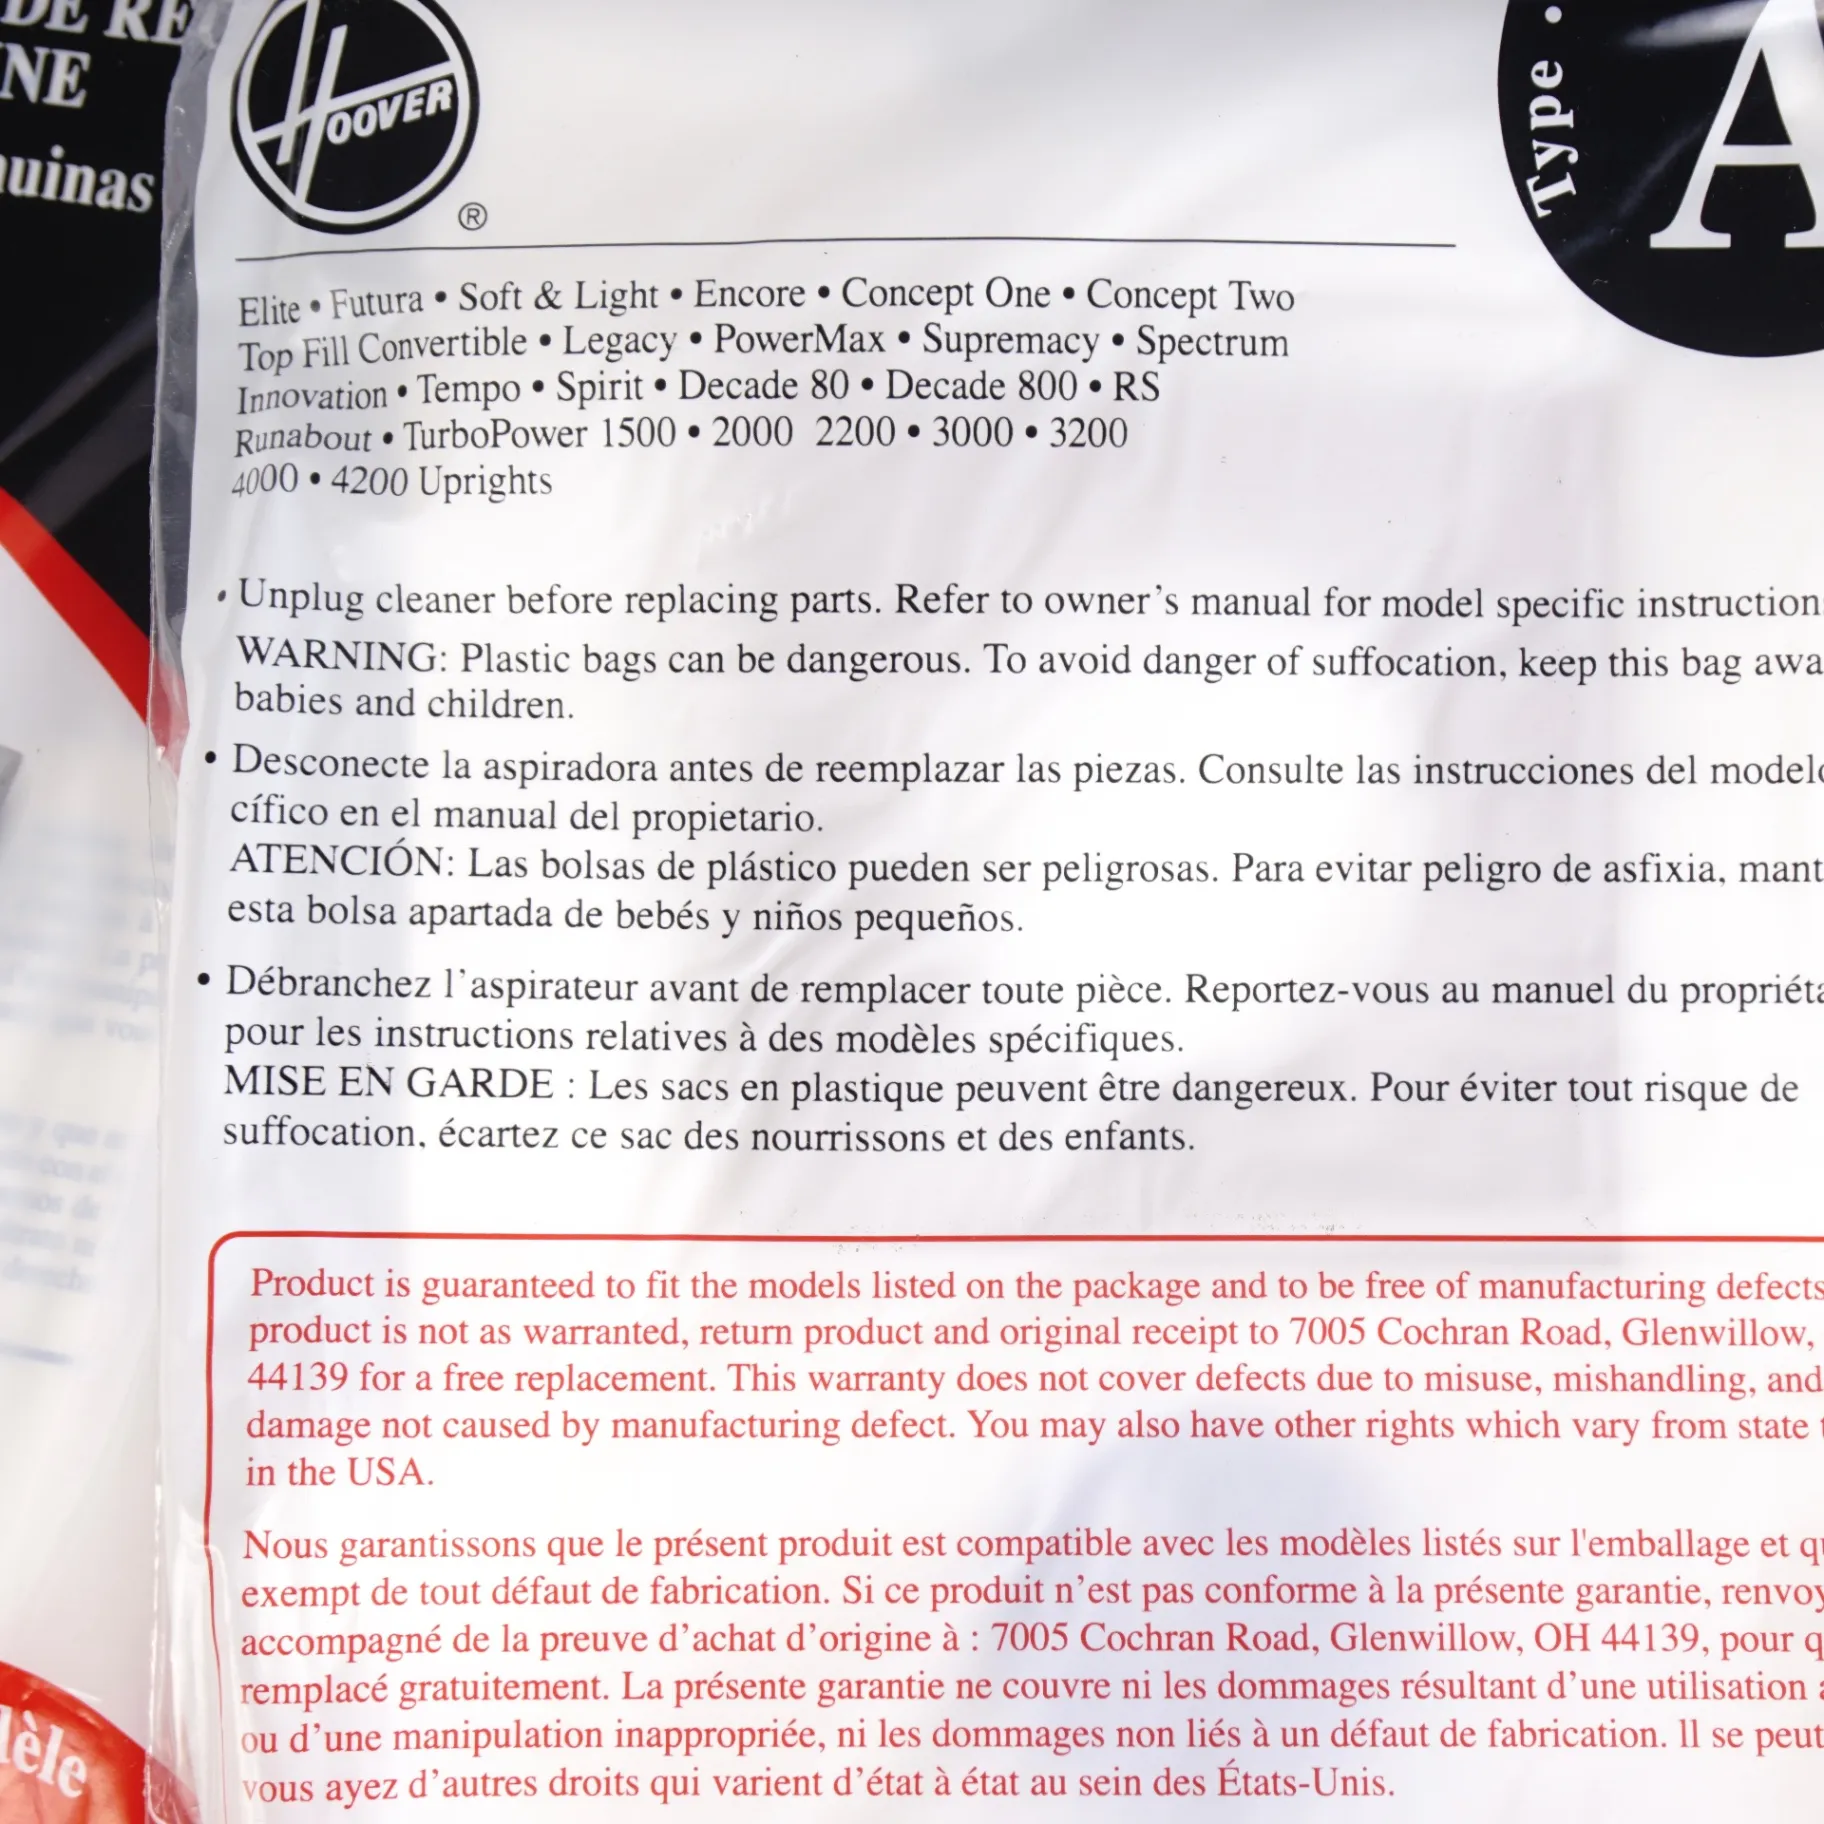 DE RE
NE
uinas
HOOVER
®
Type •
A
Elite • Futura • Soft & Light • Encore • Concept One • Concept Two
Top Fill Convertible • Legacy • PowerMax • Supremacy • Spectrum
Innovation • Tempo • Spirit • Decade 80 • Decade 800 • RS
Runabout • TurboPower 1500 • 2000 2200 • 3000 • 3200
4000 • 4200 Uprights
• Unplug cleaner before replacing parts. Refer to owner's manual for model specific instruction
WARNING: Plastic bags can be dangerous. To avoid danger of suffocation, keep this bag awa
babies and children.
• Desconecte la aspiradora antes de reemplazar las piezas. Consulte las instrucciones del modelo
cífico en el manual del propietario.
ATENCIÓN: Las bolsas de plástico pueden ser peligrosas. Para evitar peligro de asfixia, mant
esta bolsa apartada de bebés y niños pequeños.
• Débranchez l'aspirateur avant de remplacer toute pièce. Reportez-vous au manuel du propriéta
pour les instructions relatives à des modèles spécifiques.
MISE EN GARDE : Les sacs en plastique peuvent être dangereux. Pour éviter tout risque de
suffocation, écartez ce sac des nourrissons et des enfants.
Product is guaranteed to fit the models listed on the package and to be free of manufacturing defects
product is not as warranted, return product and original receipt to 7005 Cochran Road, Glenwillow,
44139 for a free replacement. This warranty does not cover defects due to misuse, mishandling, and
damage not caused by manufacturing defect. You may also have other rights which vary from state t
in the USA.
Nous garantissons que le présent produit est compatible avec les modèles listés sur l'emballage et qu
exempt de tout défaut de fabrication. Si ce produit n'est pas conforme à la présente garantie, renvoy
accompagné de la preuve d'achat d'origine à : 7005 Cochran Road, Glenwillow, OH 44139, pour q
remplacé gratuitement. La présente garantie ne couvre ni les dommages résultant d'une utilisation a
ou d'une manipulation inappropriée, ni les dommages non liés à un défaut de fabrication. Il se peut
vous ayez d'autres droits qui varient d'état à état au sein des États-Unis.
lèle